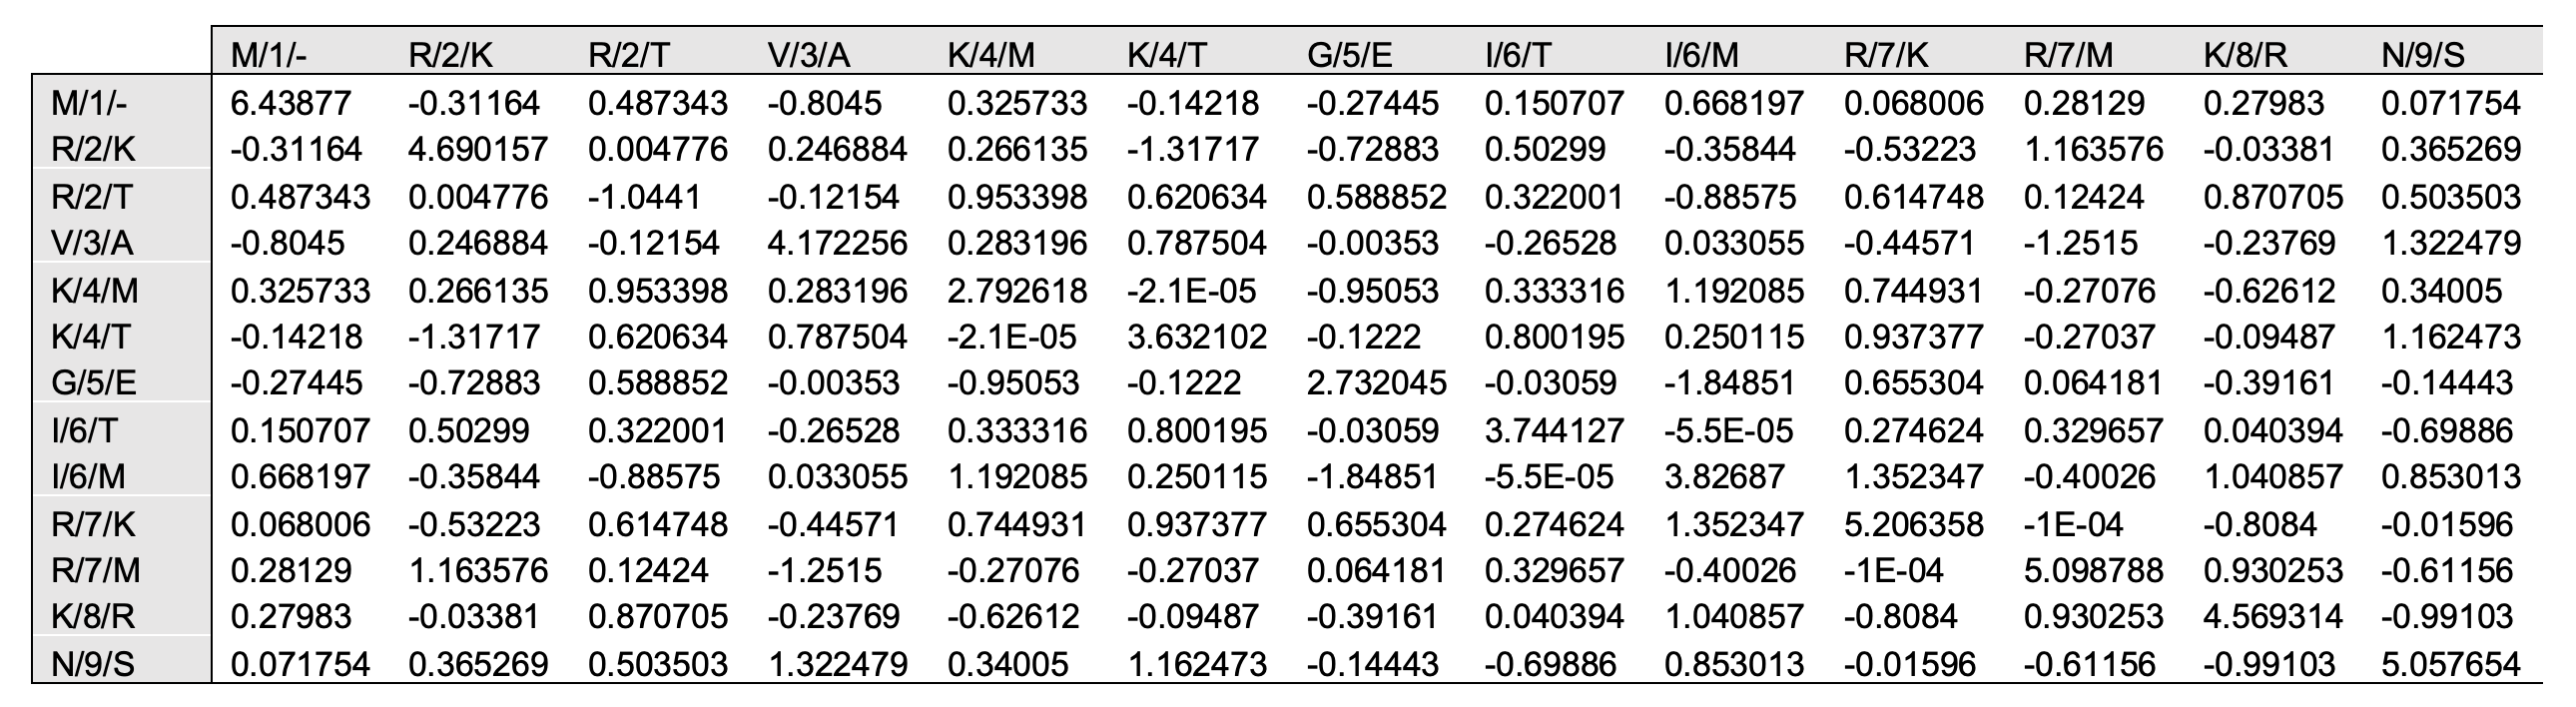 M/1/- R/2/K R/2/T V/3/A K/4/M K/4/T G/5/E I/6/T I/6/M R/7/K R/7/M K/8/R N/9/S
M/1/- 6.43877 -0.31164 0.487343 -0.8045 0.325733 -0.14218 -0.27445 0.150707 0.668197 0.068006 0.28129 0.27983 0.071754
R/2/K -0.31164 4.690157 0.004776 0.246884 0.266135 -1.31717 -0.72883 0.50299 -0.35844 -0.53223 1.163576 -0.03381 0.365269
R/2/T 0.487343 0.004776 -1.0441 -0.12154 0.953398 0.620634 0.588852 0.322001 -0.88575 0.614748 0.12424 0.870705 0.503503
V/3/A -0.8045 0.246884 -0.12154 4.172256 0.283196 0.787504 -0.00353 -0.26528 0.033055 -0.44571 -1.2515 -0.23769 1.322479
K/4/M 0.325733 0.266135 0.953398 0.283196 2.792618 -2.1E-05 -0.95053 0.333316 1.192085 0.744931 -0.27076 -0.62612 0.34005
K/4/T -0.14218 -1.31717 0.620634 0.787504 -2.1E-05 3.632102 -0.1222 0.800195 0.250115 0.937377 -0.27037 -0.09487 1.162473
G/5/E -0.27445 -0.72883 0.588852 -0.00353 -0.95053 -0.1222 2.732045 -0.03059 -1.84851 0.655304 0.064181 -0.39161 -0.14443
I/6/T 0.150707 0.50299 0.322001 -0.26528 0.333316 0.800195 -0.03059 3.744127 -5.5E-05 0.274624 0.329657 0.040394 -0.69886
I/6/M 0.668197 -0.35844 -0.88575 0.033055 1.192085 0.250115 -1.84851 -5.5E-05 3.82687 1.352347 -0.40026 1.040857 0.853013
R/7/K 0.068006 -0.53223 0.614748 -0.44571 0.744931 0.937377 0.655304 0.274624 1.352347 5.206358 -1E-04 -0.8084 -0.01596
R/7/M 0.28129 1.163576 0.12424 -1.2515 -0.27076 -0.27037 0.064181 0.329657 -0.40026 -1E-04 5.098788 0.930253 -0.61156
K/8/R 0.27983 -0.03381 0.870705 -0.23769 -0.62612 -0.09487 -0.39161 0.040394 1.040857 -0.8084 0.930253 4.569314 -0.99103
N/9/S 0.071754 0.365269 0.503503 1.322479 0.34005 1.162473 -0.14443 -0.69886 0.853013 -0.01596 -0.61156 -0.99103 5.057654